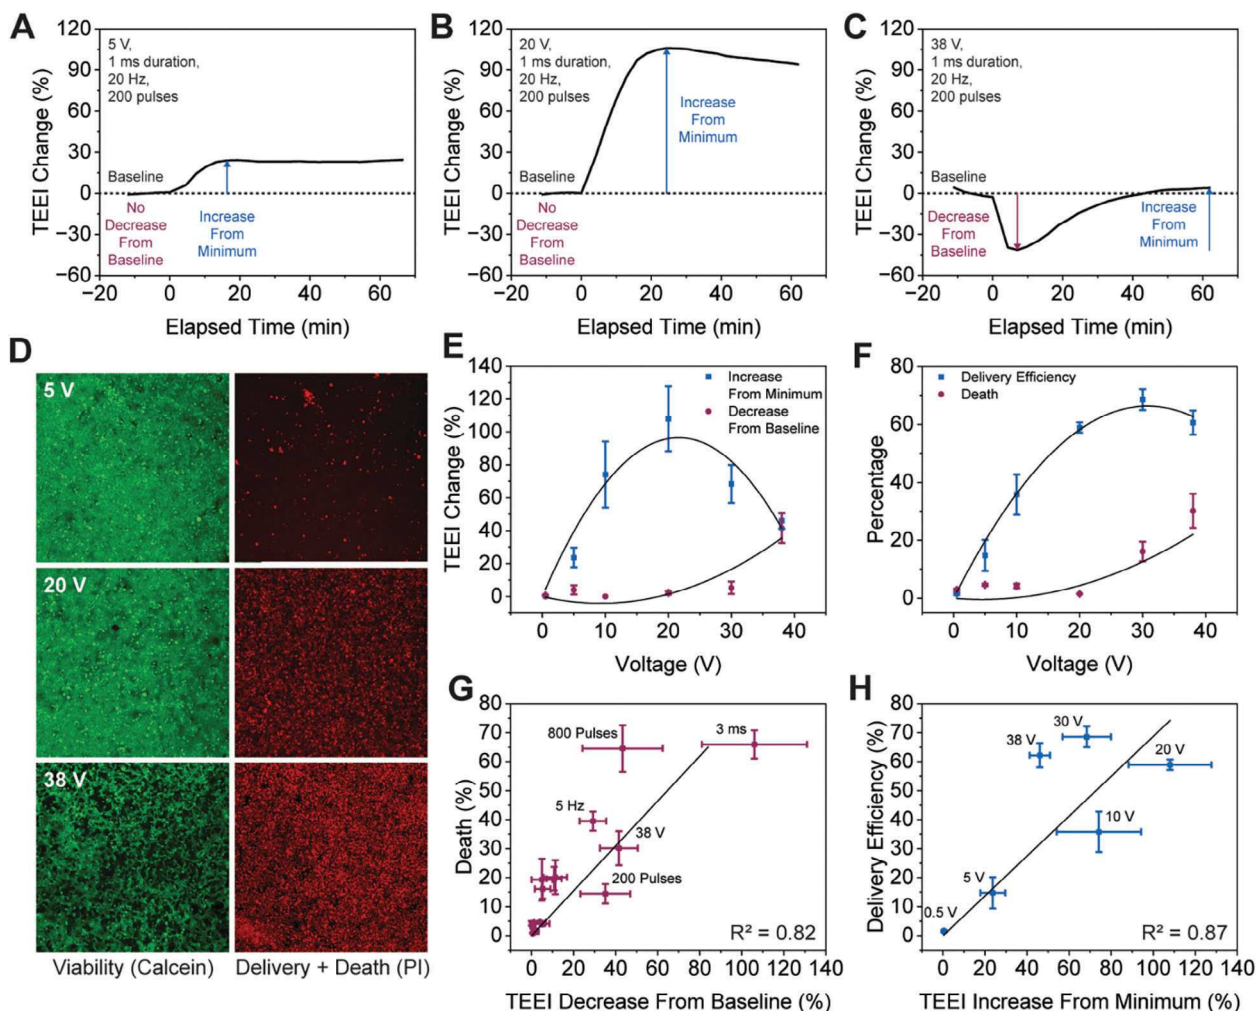 A
120
90
60
30
0
−30
−60
TEEI Change (%)
5 V,
1 ms duration,
20 Hz,
200 pulses
Baseline
No
Decrease
From
Baseline
Increase
From
Minimum
−20
0
20
40
60
Elapsed Time (min)
B
120
90
60
30
0
−30
−60
TEEI Change (%)
20 V,
1 ms duration,
20 Hz,
200 pulses
Baseline
No
Decrease
From
Baseline
Increase
From
Minimum
−20
0
20
40
60
Elapsed Time (min)
C
120
90
60
30
0
−30
−60
TEEI Change (%)
38 V,
1 ms duration,
20 Hz,
200 pulses
Baseline
Decrease
From
Baseline
Increase
From
Minimum
−20
0
20
40
60
Elapsed Time (min)
D
5 V
20 V
38 V
Viability (Calcein)
Delivery + Death (PI)
E
140
120
100
80
60
40
20
0
TEEI Change (%)
Increase
From Minimum
Decrease
From Baseline
0
10
20
30
40
Voltage (V)
F
80
60
40
20
0
Percentage
Delivery Efficiency
Death
0
10
20
30
40
Voltage (V)
G
80
70
60
50
40
30
20
10
0
Death (%)
800 Pulses
3 ms
5 Hz
38 V
200 Pulses
R² = 0.82
0
20
40
60
80
100
120
140
TEEI Decrease From Baseline (%)
H
80
70
60
50
40
30
20
10
0
Delivery Efficiency (%)
30 V
38 V
20 V
10 V
5 V
0.5 V
R² = 0.87
0
20
40
60
80
100
120
140
TEEI Increase From Minimum (%)